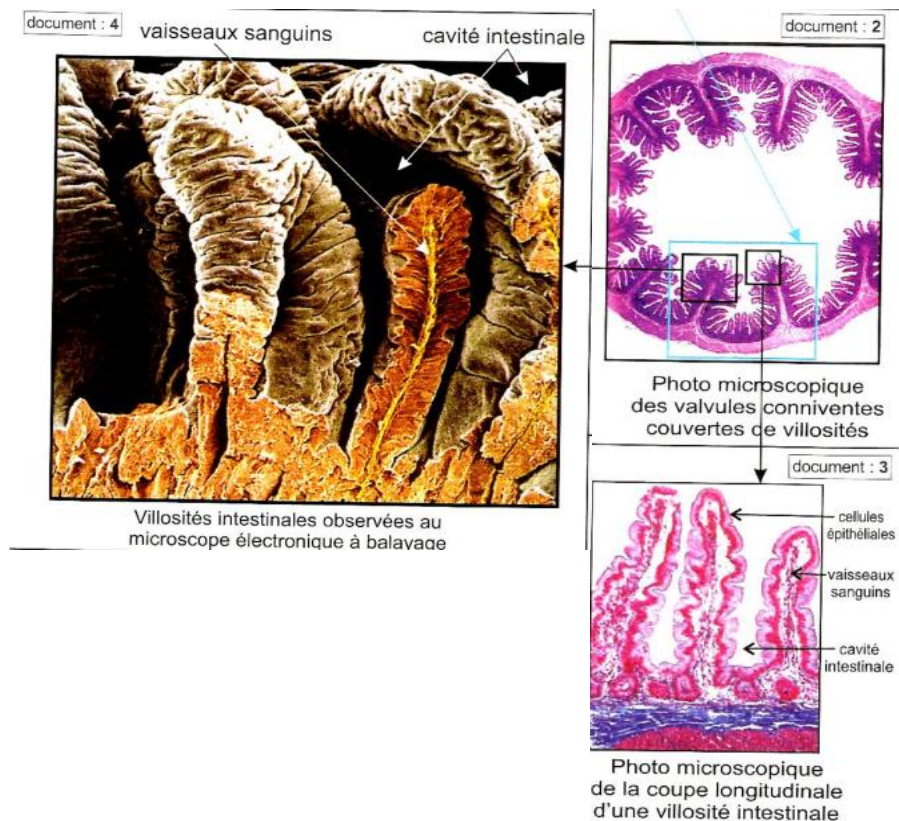 document : 4
vaisseaux sanguins
cavité intestinale
Villosités intestinales observées au
microscope électronique à balayage
document : 2
Photo microscopique
des valvules conniventes
couvertes de villosités
document : 3
cellules
épithéliales
vaisseaux
sanguins
cavité
intestinale
Photo microscopique
de la coupe longitudinale
d'une villosité intestinale